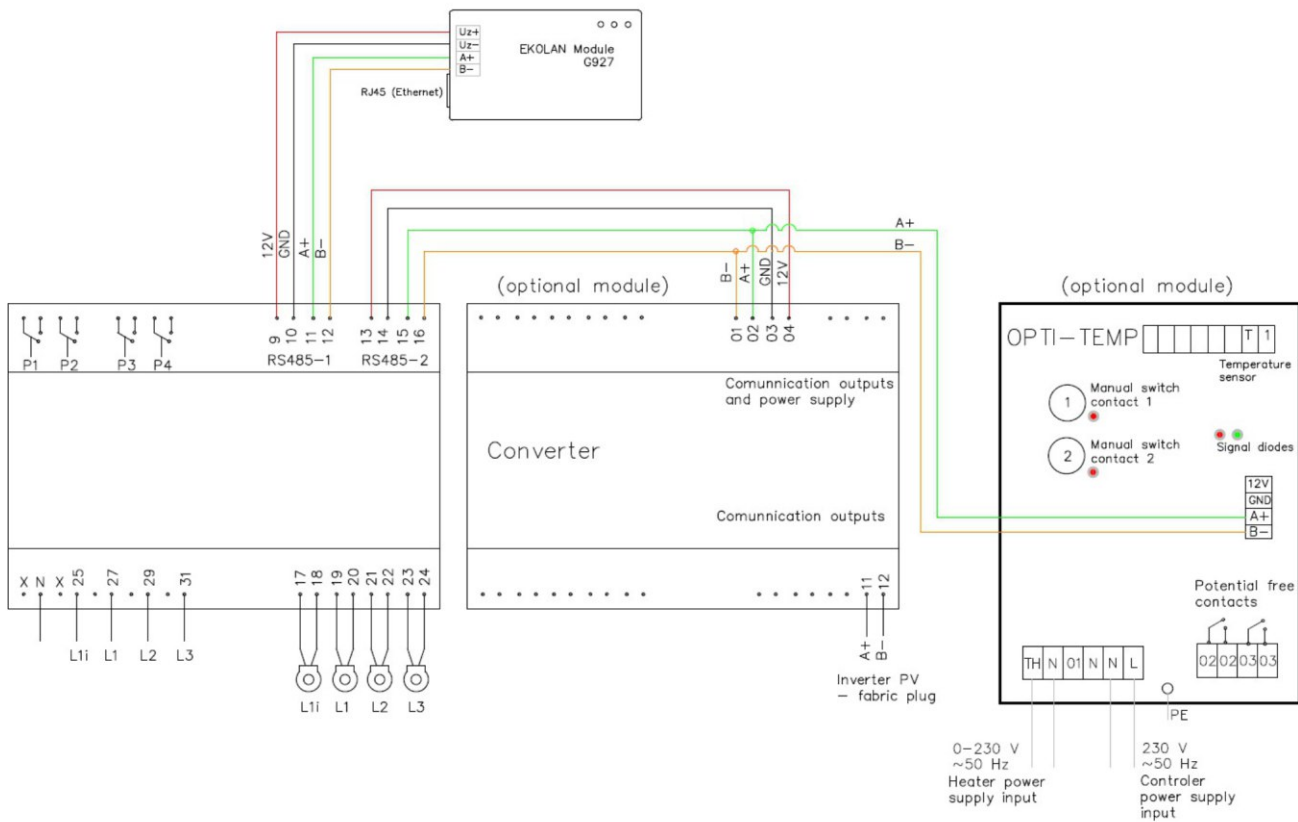 Uz+
Uz-
A+
B-
EKOLAN Module
G927
RJ45 (Ethernet)
12V
GND
A+
B-
A+
B-
B-
A+
GND
12V
(optional module)
(optional module)
P1 P2 P3 P4
9 10 11 12
RS485-1
13 14 15 16
RS485-2
01 02 03 04
Comunnication outputs
and power supply
Converter
Comunnication outputs
X N X 25 27 29 31
17 18 19 20 21 22 23 24
L1i L1 L2 L3
L1i L1 L2 L3
11 12
A+ B-
Inverter PV
- fabric plug
OPTI-TEMP
T 1
Temperature
sensor
1
Manual switch
contact 1
2
Manual switch
contact 2
Signal diodes
12V
GND
A+
B-
Potential free
contacts
02 02 03 03
TH N 01 N N L
PE
0-230 V
~50 Hz
Heater power
supply input
230 V
~50 Hz
Controler
power supply
input